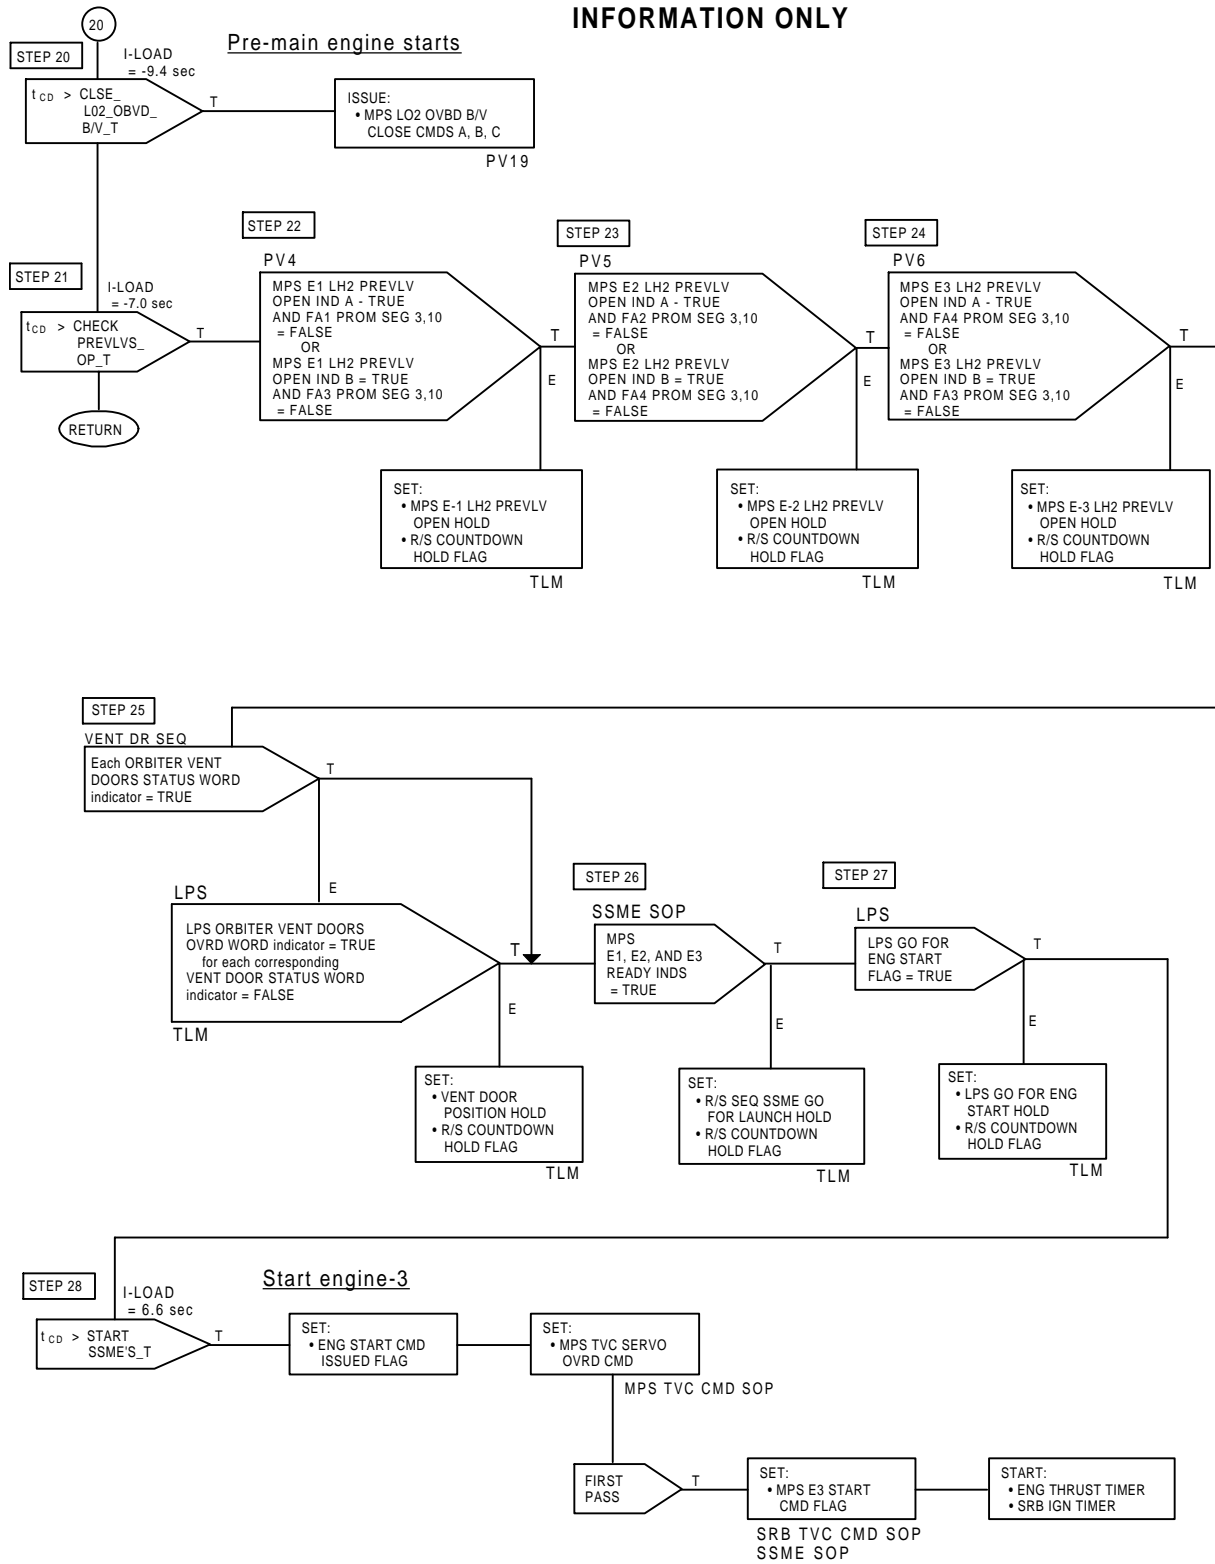 INFORMATION ONLY
20
STEP 20
I-LOAD
= -9.4 sec
Pre-main engine starts
t CD > CLSE_
L02_OBVD_
B/V_T
T
ISSUE:
• MPS LO2 OVBD B/V
CLOSE CMDS A, B, C
PV19
STEP 21
I-LOAD
= -7.0 sec
t CD > CHECK
PREVLVS_
OP_T
T
RETURN
STEP 22
PV4
MPS E1 LH2 PREVLV
OPEN IND A - TRUE
AND FA1 PROM SEG 3,10
= FALSE
OR
MPS E1 LH2 PREVLV
OPEN IND B = TRUE
AND FA3 PROM SEG 3,10
= FALSE
T
E
SET:
• MPS E-1 LH2 PREVLV
OPEN HOLD
• R/S COUNTDOWN
HOLD FLAG
TLM
STEP 23
PV5
MPS E2 LH2 PREVLV
OPEN IND A - TRUE
AND FA2 PROM SEG 3,10
= FALSE
OR
MPS E2 LH2 PREVLV
OPEN IND B = TRUE
AND FA4 PROM SEG 3,10
= FALSE
T
E
SET:
• MPS E-2 LH2 PREVLV
OPEN HOLD
• R/S COUNTDOWN
HOLD FLAG
TLM
STEP 24
PV6
MPS E3 LH2 PREVLV
OPEN IND A - TRUE
AND FA4 PROM SEG 3,10
= FALSE
OR
MPS E3 LH2 PREVLV
OPEN IND B = TRUE
AND FA3 PROM SEG 3,10
= FALSE
T
E
SET:
• MPS E-3 LH2 PREVLV
OPEN HOLD
• R/S COUNTDOWN
HOLD FLAG
TLM
STEP 25
VENT DR SEQ
Each ORBITER VENT
DOORS STATUS WORD
indicator = TRUE
T
E
LPS
LPS ORBITER VENT DOORS
OVRD WORD indicator = TRUE
for each corresponding
VENT DOOR STATUS WORD
indicator = FALSE
TLM
T
E
SET:
• VENT DOOR
POSITION HOLD
• R/S COUNTDOWN
HOLD FLAG
TLM
STEP 26
SSME SOP
MPS
E1, E2, AND E3
READY INDS
= TRUE
T
E
SET:
• R/S SEQ SSME GO
FOR LAUNCH HOLD
• R/S COUNTDOWN
HOLD FLAG
TLM
STEP 27
LPS
LPS GO FOR
ENG START
FLAG = TRUE
T
E
SET:
• LPS GO FOR ENG
START HOLD
• R/S COUNTDOWN
HOLD FLAG
TLM
STEP 28
I-LOAD
= 6.6 sec
Start engine-3
t CD > START
SSME'S_T
T
SET:
• ENG START CMD
ISSUED FLAG
SET:
• MPS TVC SERVO
OVRD CMD
MPS TVC CMD SOP
FIRST
PASS
T
SET:
• MPS E3 START
CMD FLAG
SRB TVC CMD SOP
SSME SOP
START:
• ENG THRUST TIMER
• SRB IGN TIMER